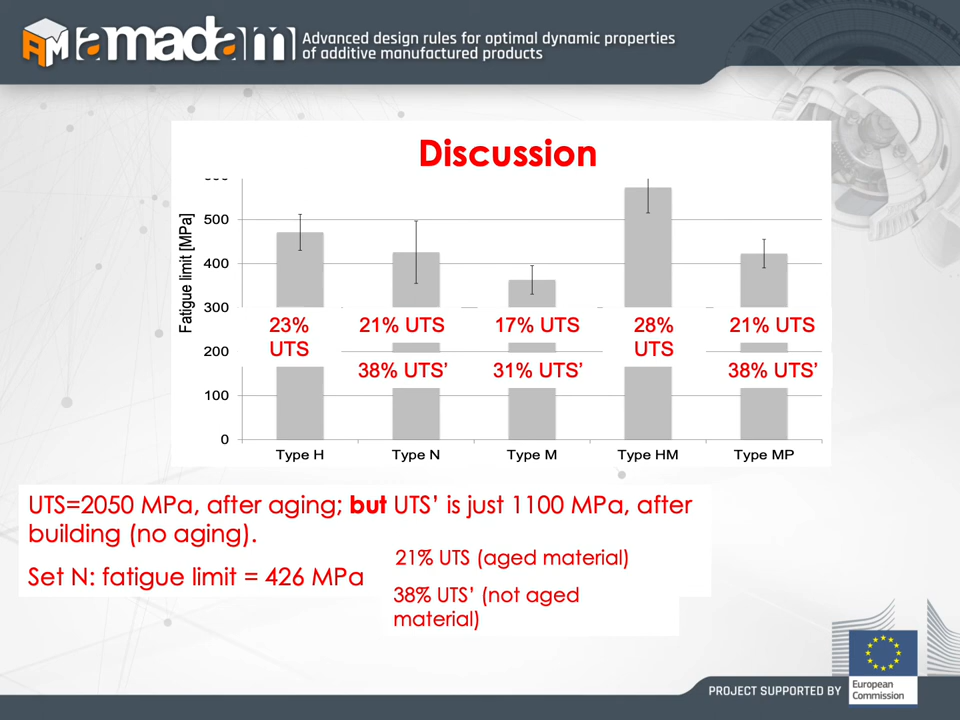 AM amadam Advanced design rules for optimal dynamic properties
of additive manufactured products
Discussion
Fatigue limit [MPa]
500
400
300
200
100
0
23%
UTS
21% UTS
38% UTS’
17% UTS
31% UTS’
28%
UTS
21% UTS
38% UTS’
Type H
Type N
Type M
Type HM
Type MP
UTS=2050 MPa, after aging; but UTS’ is just 1100 MPa, after
building (no aging).
21% UTS (aged material)
Set N: fatigue limit = 426 MPa
38% UTS’ (not aged
material)
PROJECT SUPPORTED BY
European
Commission